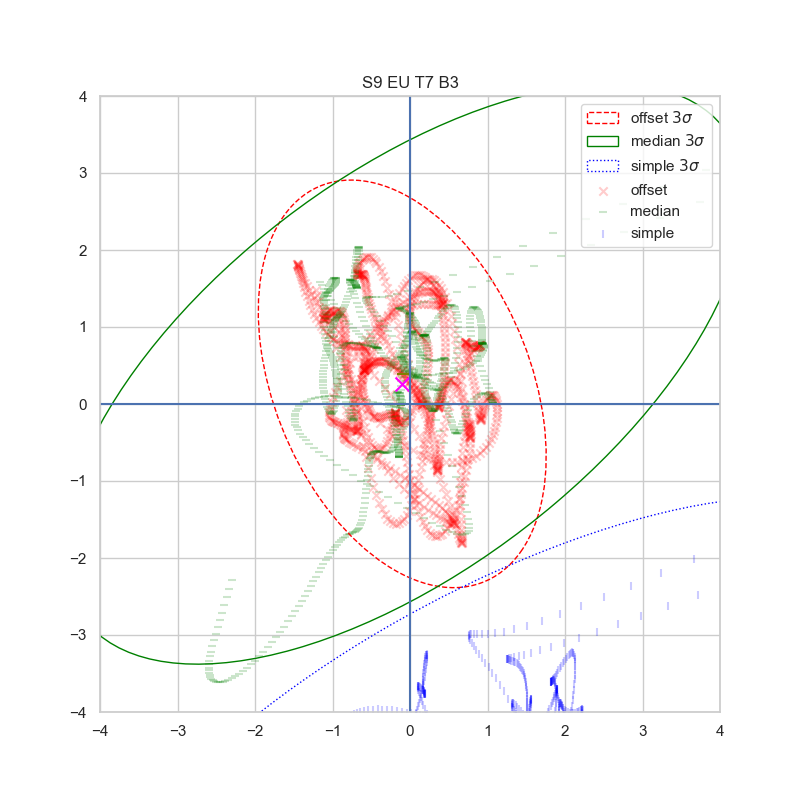 S9 EU T7 B3
offset 3σ
median 3σ
simple 3σ
offset
median
simple
4
3
2
1
0
−1
−2
−3
−4
−4 −3 −2 −1 0 1 2 3 4